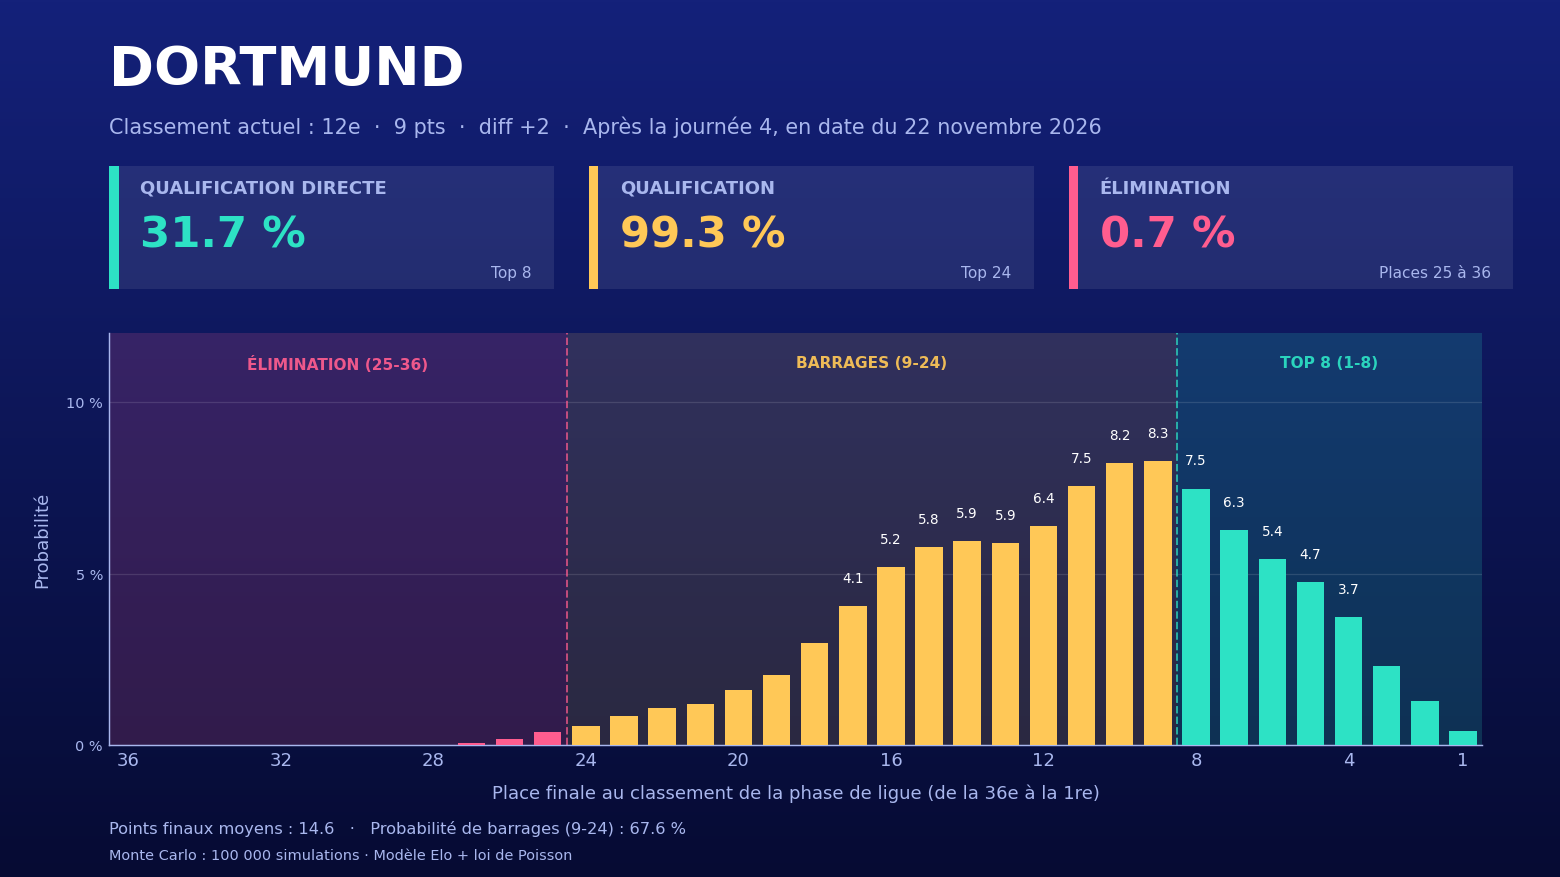 DORTMUND
Classement actuel : 12e · 9 pts · diff +2 · Après la journée 4, en date du 22 novembre 2026
QUALIFICATION DIRECTE
31.7 %
Top 8
QUALIFICATION
99.3 %
Top 24
ÉLIMINATION
0.7 %
Places 25 à 36
ÉLIMINATION (25-36)
BARRAGES (9-24)
TOP 8 (1-8)
Probabilité
10 %
5 %
0 %
4.1
5.2
5.8
5.9
5.9
6.4
7.5
8.2
8.3
7.5
6.3
5.4
4.7
3.7
36 32 28 24 20 16 12 8 4 1
Place finale au classement de la phase de ligue (de la 36e à la 1re)
Points finaux moyens : 14.6 · Probabilité de barrages (9-24) : 67.6 %
Monte Carlo : 100 000 simulations · Modèle Elo + loi de Poisson